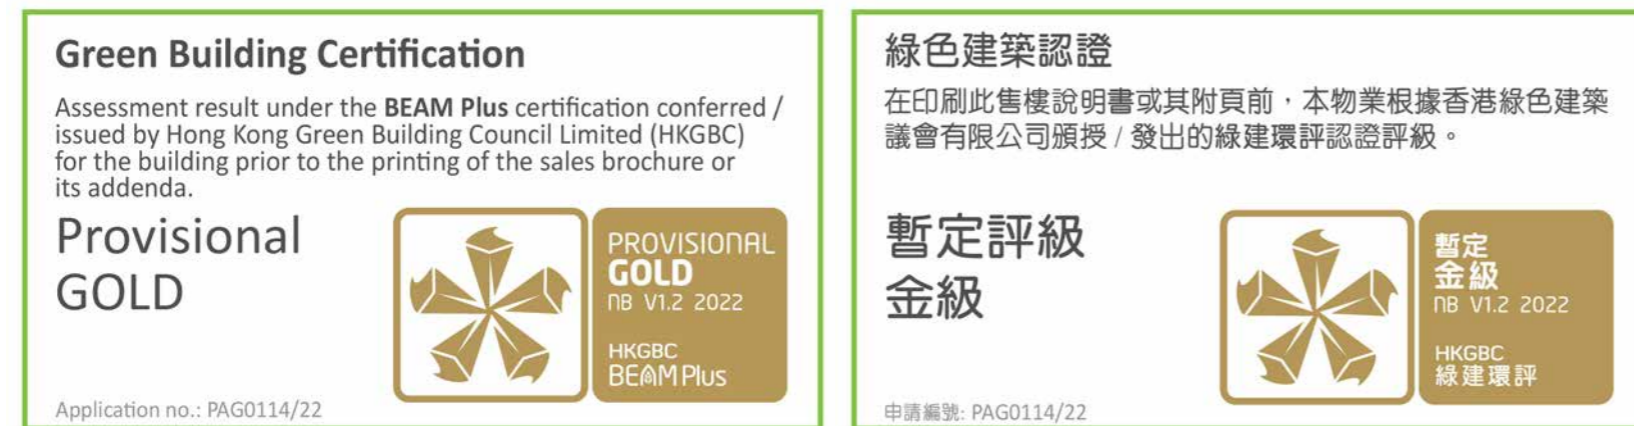 Green Building Certification
Assessment result under the BEAM Plus certification conferred /
issued by Hong Kong Green Building Council Limited (HKGBC)
for the building prior to the printing of the sales brochure or
its addenda.
Provisional
GOLD
PROVISIONAL
GOLD
NB V1.2 2022
HKGBC
BEAM Plus
Application no.: PAG0114/22
綠色建築認證
在印刷此售樓說明書或其附頁前，本物業根據香港綠色建築
議會有限公司頒授 / 發出的綠建環評認證評級。
暫定評級
金級
暫定
金級
NB V1.2 2022
HKGBC
綠建環評
申請編號: PAG0114/22